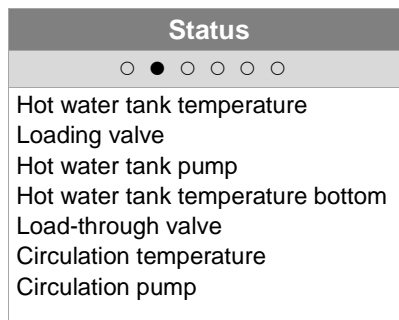 Status
Hot water tank temperature
Loading valve
Hot water tank pump
Hot water tank temperature bottom
Load-through valve
Circulation temperature
Circulation pump